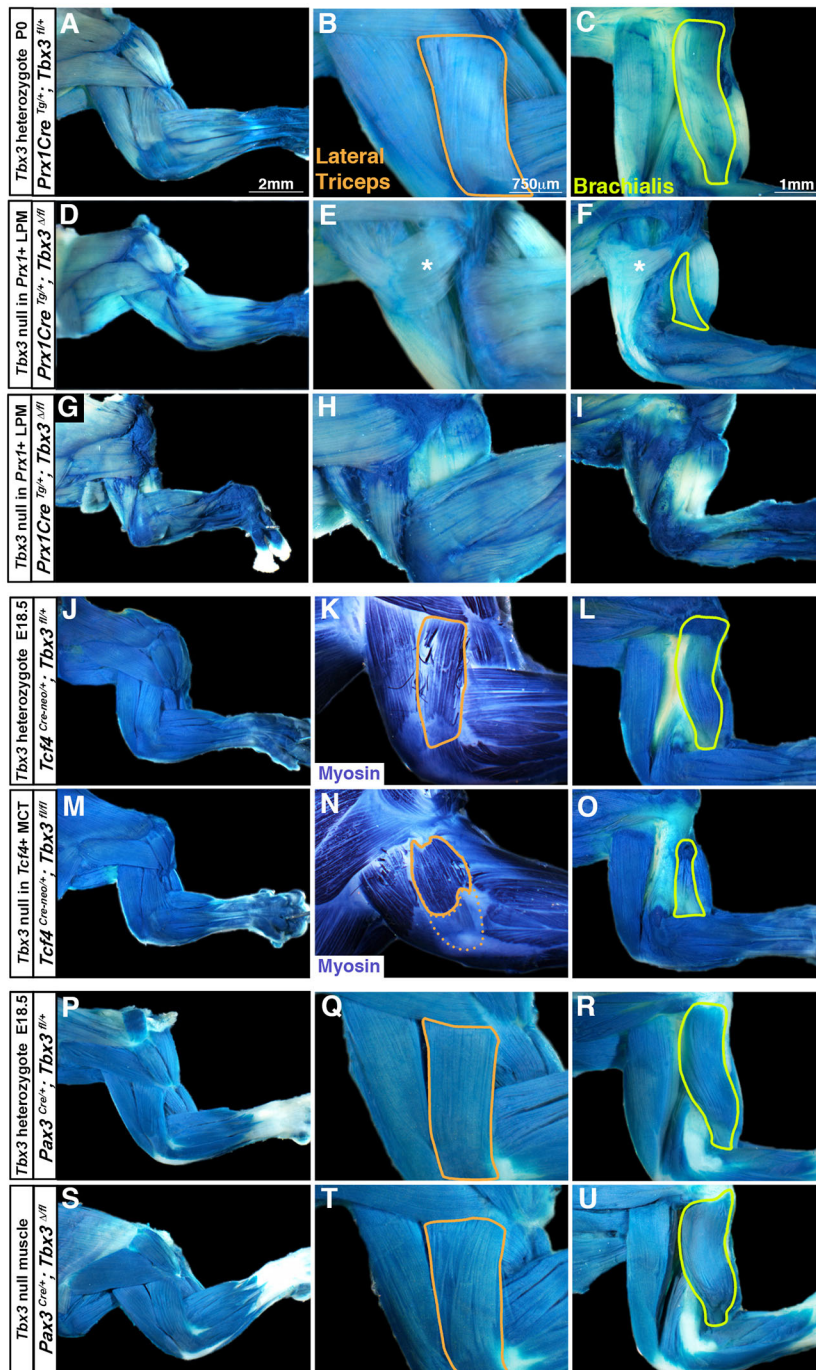 Tbx3 heterozygote P0
Prx1Cre Tg/+; Tbx3 fl/+
A
2mm
B
Lateral
Triceps
750μm
C
Brachialis
1mm
Tbx3 null in Prx1+ LPM
Prx1Cre Tg/+; Tbx3 Δ/fl
D
E
*
F
*
Tbx3 null in Prx1+ LPM
Prx1Cre Tg/+; Tbx3 Δ/fl
G
H
I
Tbx3 heterozygote E18.5
Tcf4 Cre-neo/+; Tbx3 fl/+
J
K
Myosin
L
Tbx3 null in Tcf4+ MCT
Tcf4 Cre-neo/+; Tbx3 fl/fl
M
N
Myosin
O
Tbx3 heterozygote E18.5
Pax3 Cre/+; Tbx3 fl/+
P
Q
R
Tbx3 null muscle
Pax3 Cre/+; Tbx3 Δ/fl
S
T
U